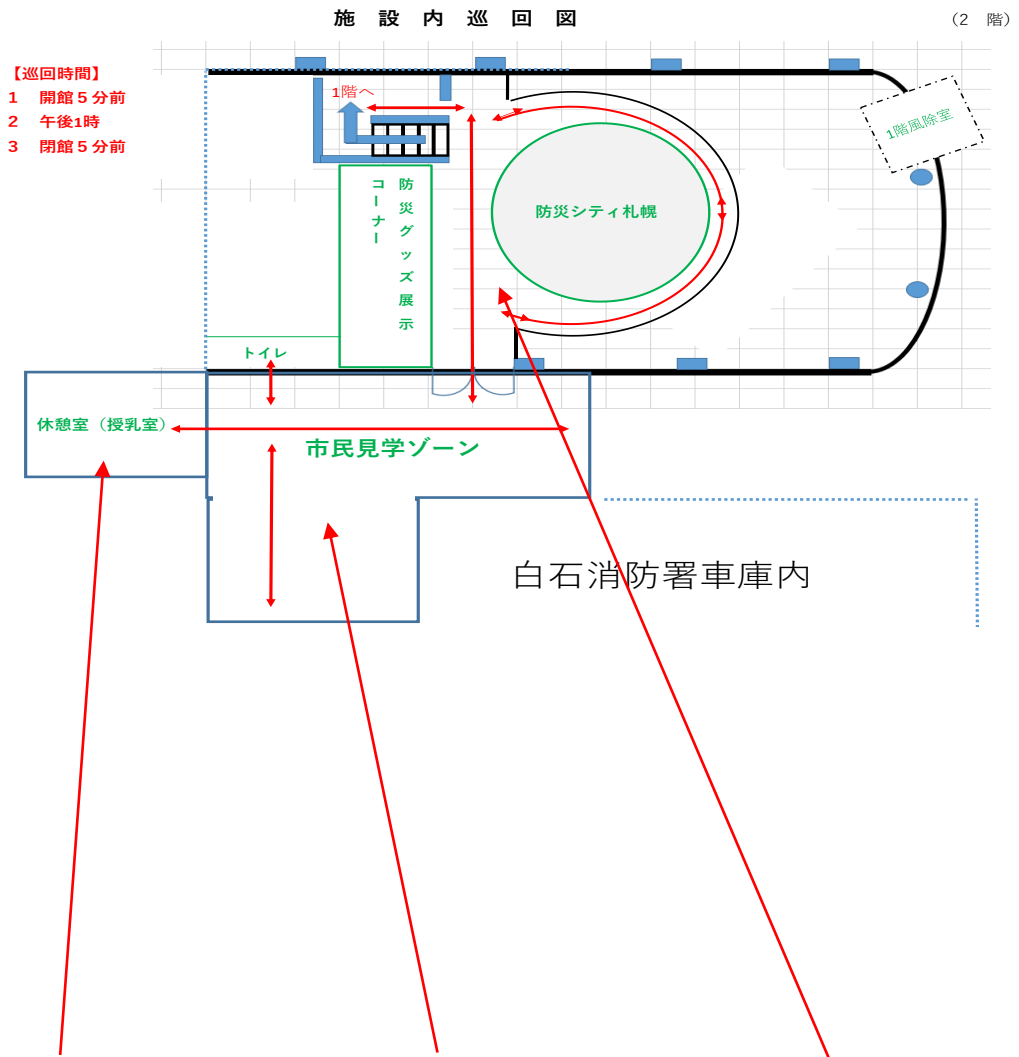 施 設 内 巡 回 図
(2 階)
【巡回時間】
1 開館5分前
2 午後1時
3 閉館5分前
1階へ
1階風除室
防災グッズ展示
コーナー
防災シティ札幌
トイレ
休憩室(授乳室)
市民見学ゾーン
白石消防署車庫内